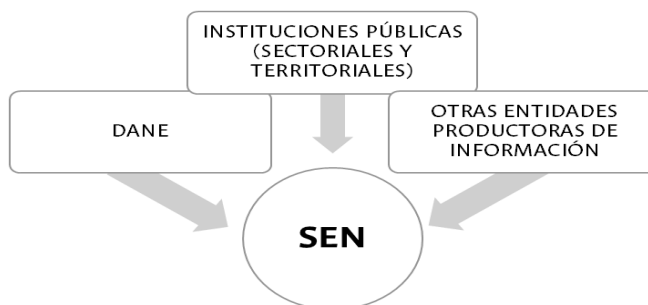 INSTITUCIONES PÚBLICAS
(SECTORIALES Y
TERRITORIALES)
DANE
OTRAS ENTIDADES
PRODUCTORAS DE
INFORMACIÓN
SEN